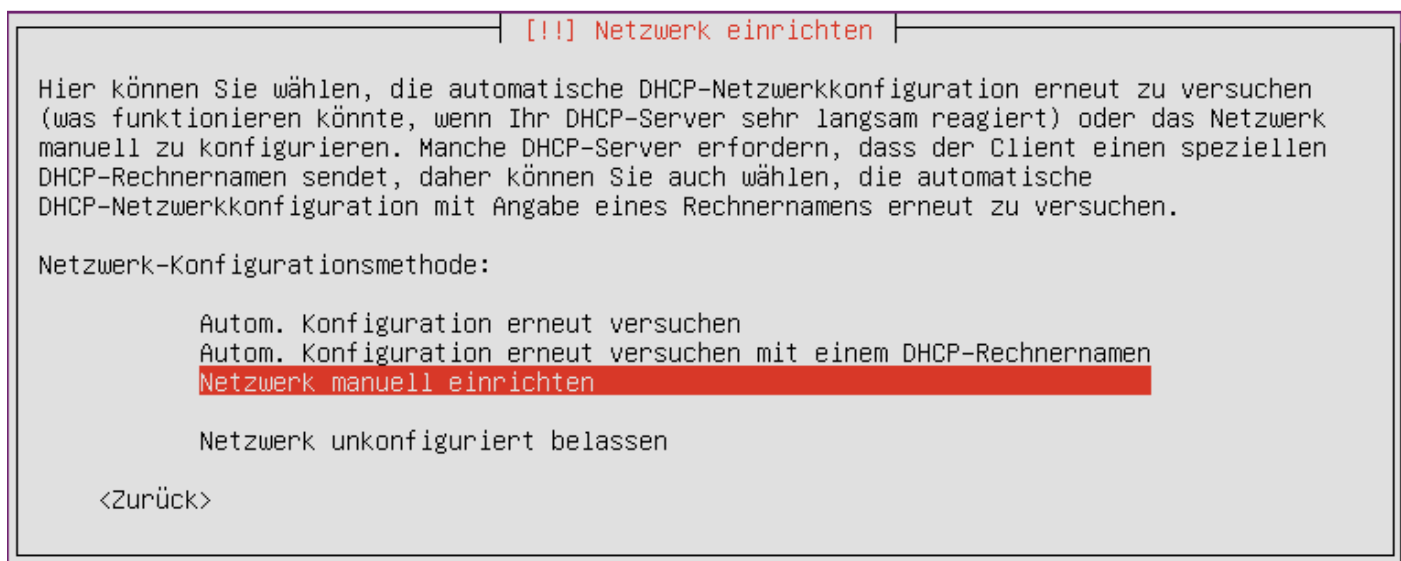 [!!] Netzwerk einrichten
Hier können Sie wählen, die automatische DHCP-Netzwerkkonfiguration erneut zu versuchen
(was funktionieren könnte, wenn Ihr DHCP-Server sehr langsam reagiert) oder das Netzwerk
manuell zu konfigurieren. Manche DHCP-Server erfordern, dass der Client einen speziellen
DHCP-Rechnernamen sendet, daher können Sie auch wählen, die automatische
DHCP-Netzwerkkonfiguration mit Angabe eines Rechnernamens erneut zu versuchen.
Netzwerk-Konfigurationsmethode:
Autom. Konfiguration erneut versuchen
Autom. Konfiguration erneut versuchen mit einem DHCP-Rechnernamen
Netzwerk manuell einrichten
Netzwerk unkonfiguriert belassen
<Zurück>